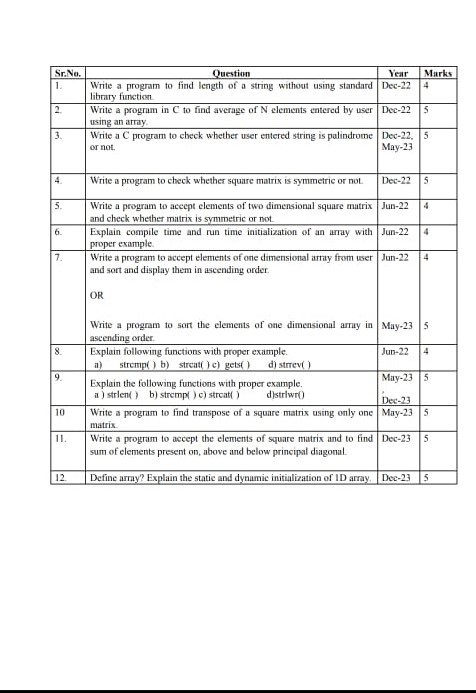 Sr.No. Question Year Marks
1. Write a program to find length of a string without using standard Dec-22 4
library function.
2. Write a program in C to find average of N elements entered by user Dec-22 5
using an array.
3. Write a C program to check whether user entered string is palindrome Dec-22, 5
or not. May-23
4. Write a program to check whether square matrix is symmetric or not. Dec-22 5
5. Write a program to accept elements of two dimensional square matrix Jun-22 4
and check whether matrix is symmetric or not.
6. Explain compile time and run time initialization of an array with Jun-22 4
proper example.
7. Write a program to accept elements of one dimensional array from user Jun-22 4
and sort and display them in ascending order.
OR
Write a program to sort the elements of one dimensional array in May-23 5
ascending order.
8. Explain following functions with proper example. Jun-22 4
a) strcmp( ) b) strcat( ) c) gets( ) d) strrev( )
9. May-23 5
Explain the following functions with proper example. ,
a ) strlen( ) b) strcmp( ) c) strcat( ) d)strlwr() Dec-23
10 Write a program to find transpose of a square matrix using only one May-23 5
matrix.
11. Write a program to accept the elements of square matrix and to find Dec-23 5
sum of elements present on, above and below principal diagonal.
12. Define array? Explain the static and dynamic initialization of 1D array. Dec-23 5